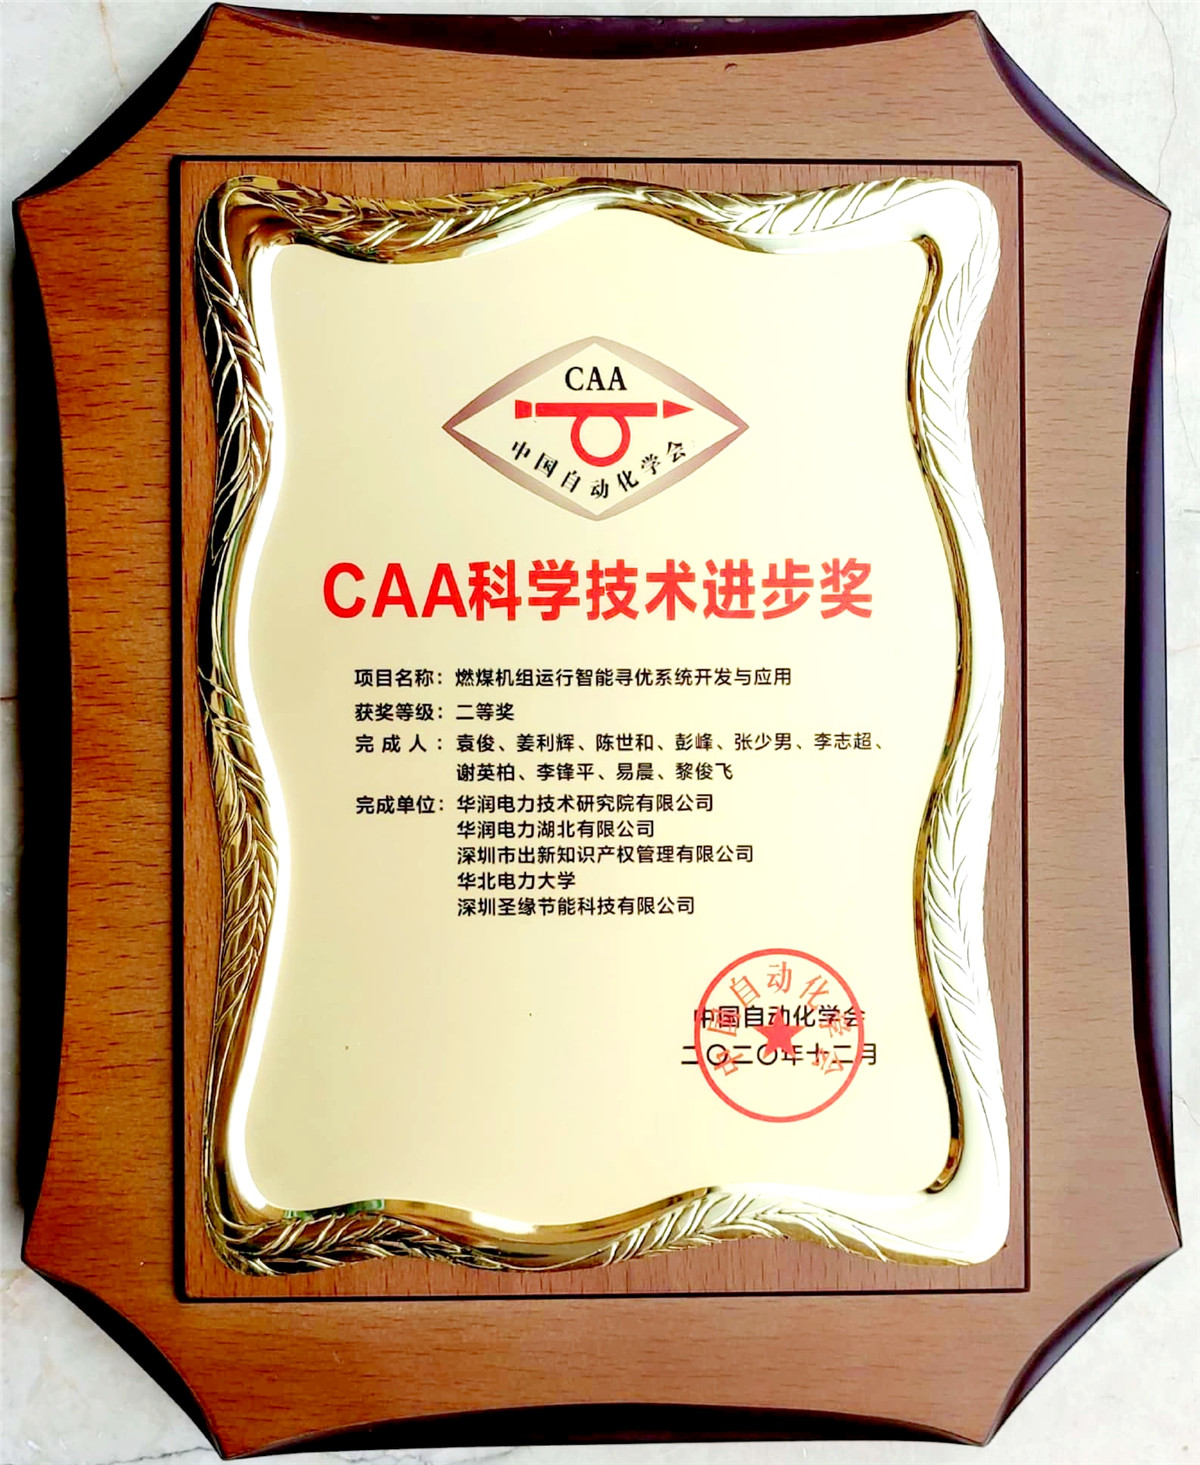 CAA
中国自动化学会
CAA科学技术进步奖
项目名称：燃煤机组运行智能寻优系统开发与应用
获奖等级：二等奖
完成人：袁俊、姜利辉、陈世和、彭峰、张少男、李志超、
谢英柏、李锋平、易晨、黎俊飞
完成单位：华润电力技术研究院有限公司
华润电力湖北有限公司
深圳市出新知识产权管理有限公司
华北电力大学
深圳圣缘节能科技有限公司
中国自动化学会
中国自动化学会
二〇二〇年十二月